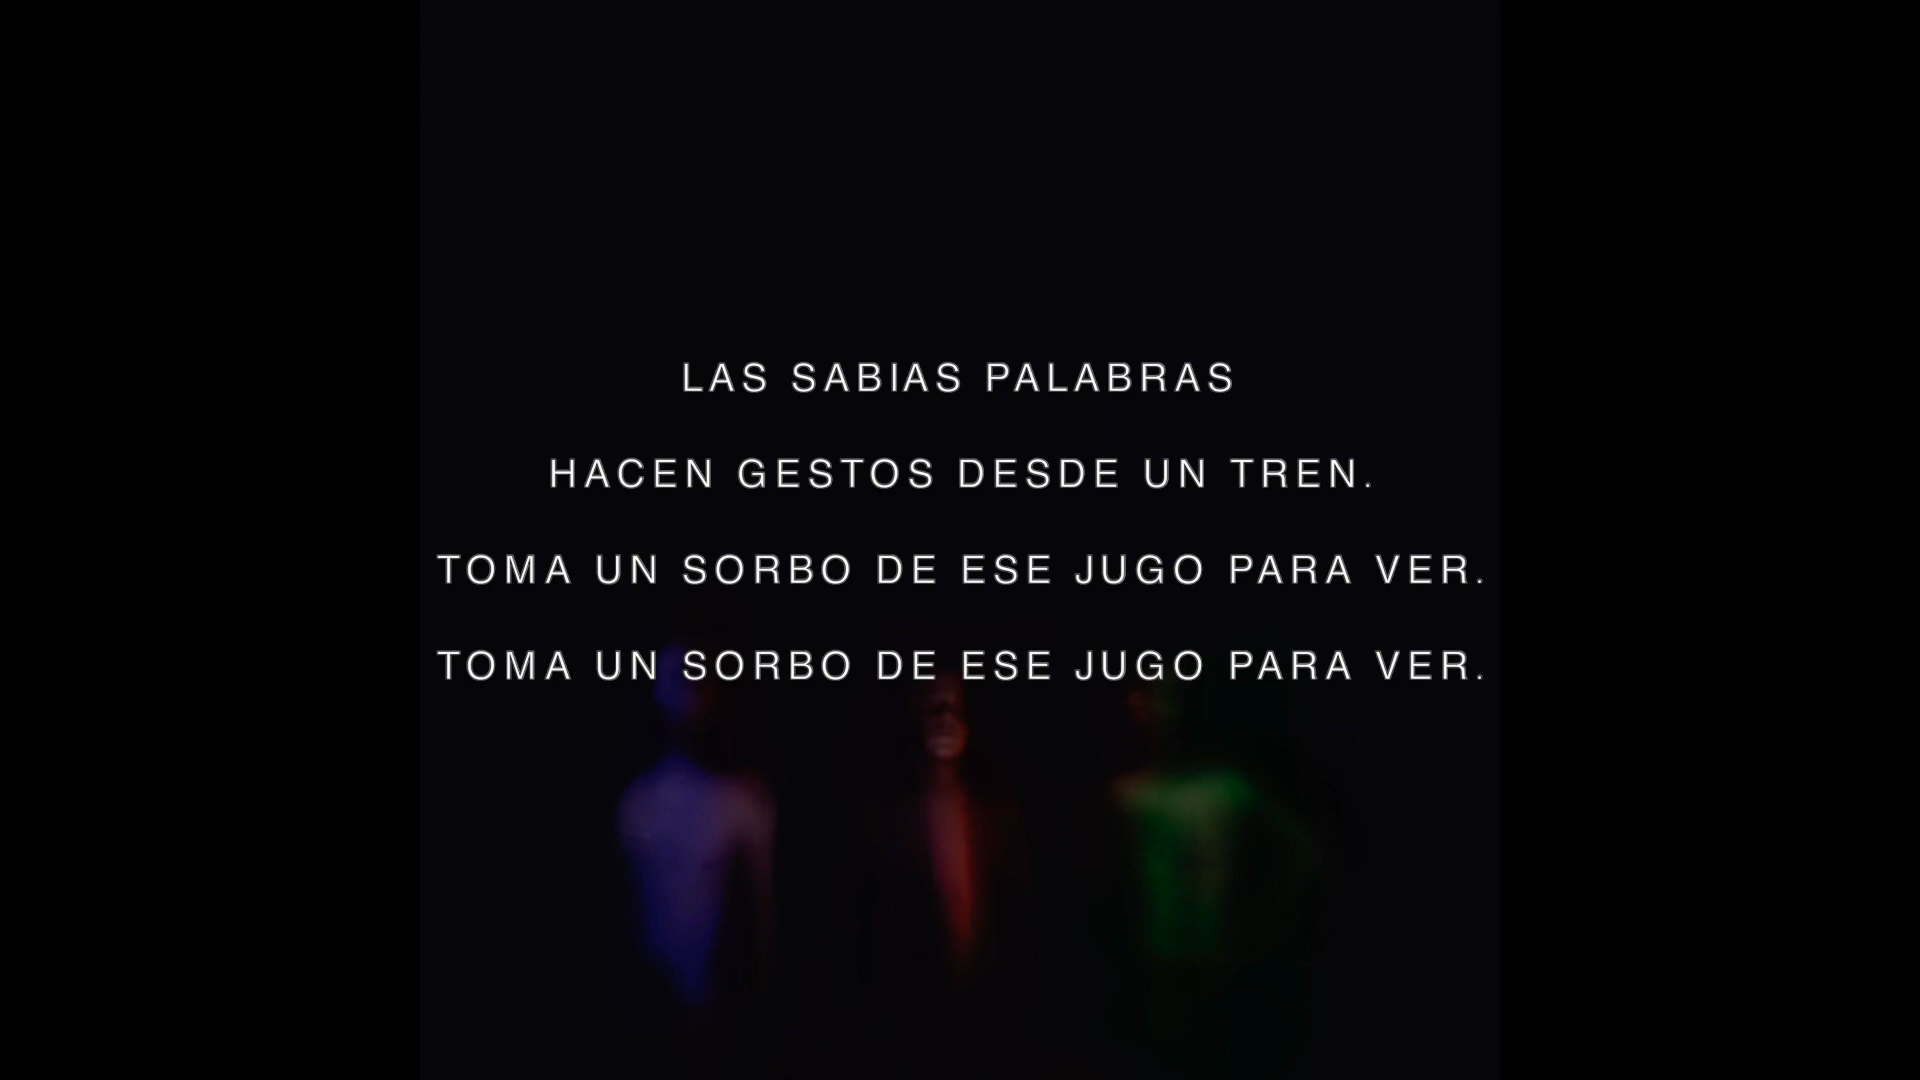 LAS SABIAS PALABRAS
HACEN GESTOS DESDE UN TREN.
TOMA UN SORBO DE ESE JUGO PARA VER.
TOMA UN SORBO DE ESE JUGO PARA VER.